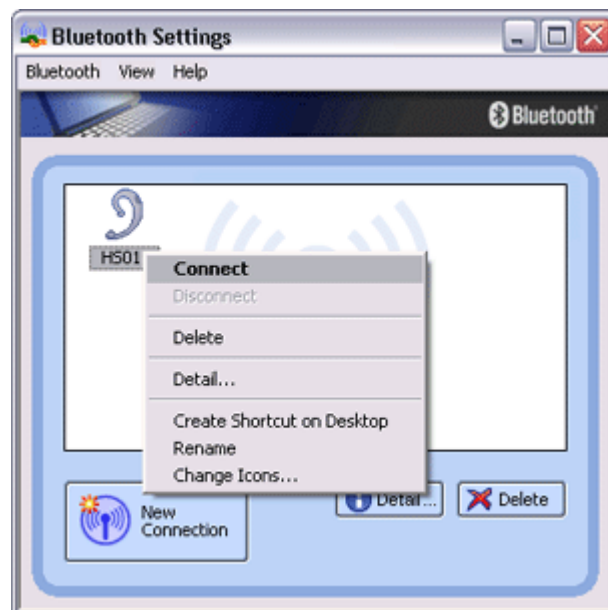 Bluetooth Settings
Bluetooth View Help
Bluetooth
HS01
Connect
Disconnect
Delete
Detail...
Create Shortcut on Desktop
Rename
Change Icons...
New
Connection
Detail...
Delete